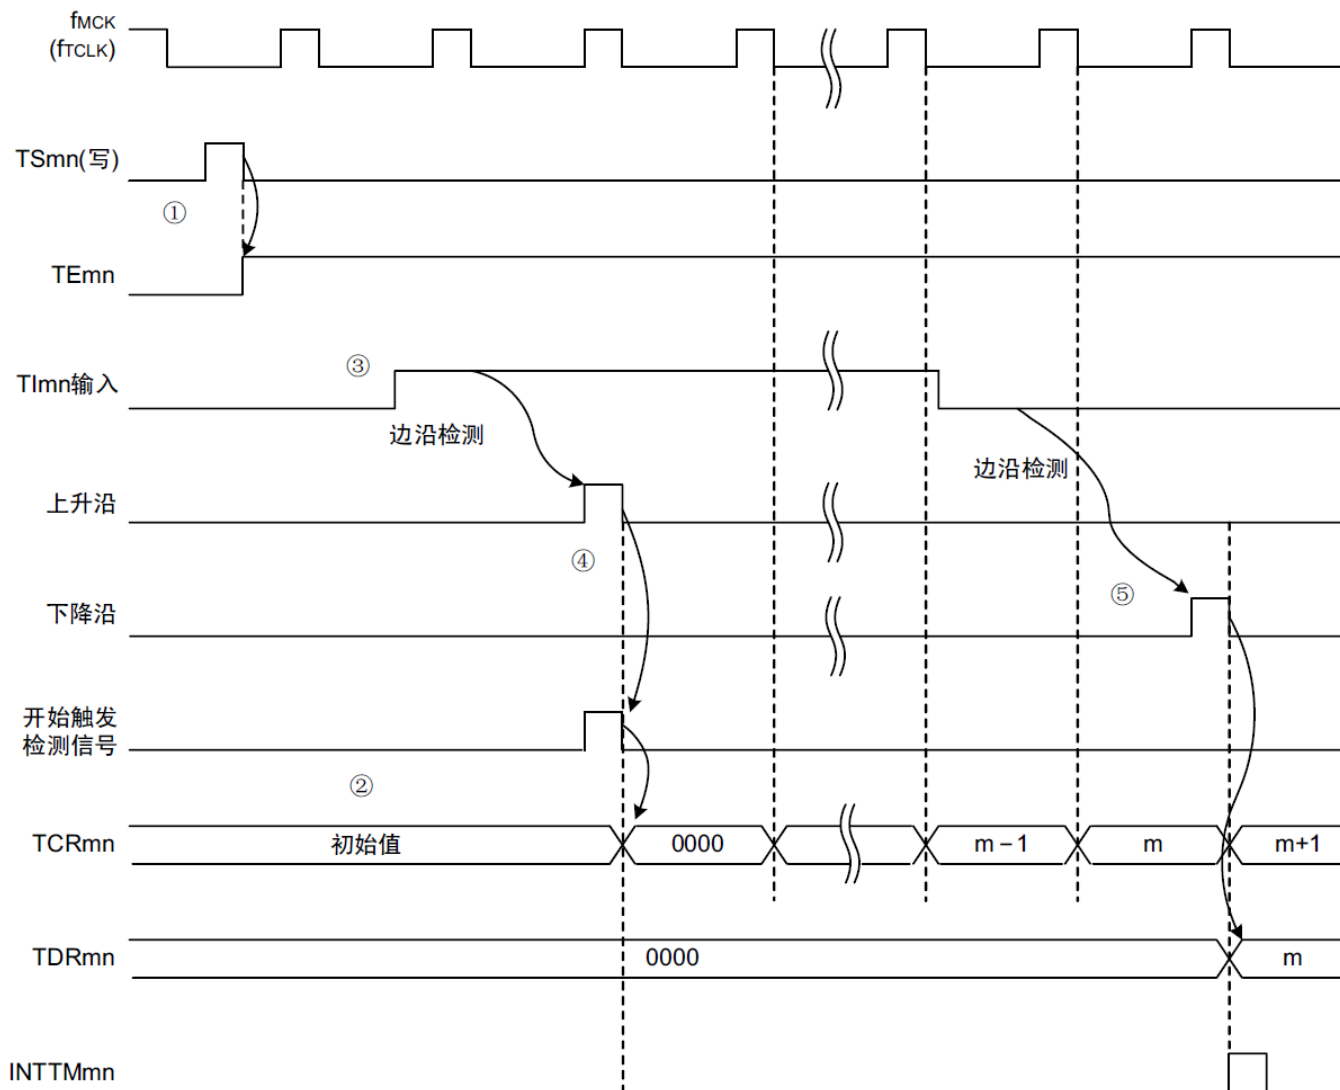 fMCK
(fTCLK)
TSmn(写)
①
TEmn
③
TImn输入
边沿检测
边沿检测
上升沿
④
⑤
下降沿
开始触发
检测信号
②
TCRmn
初始值
0000
m−1
m
m+1
TDRmn
0000
m
INTTMmn